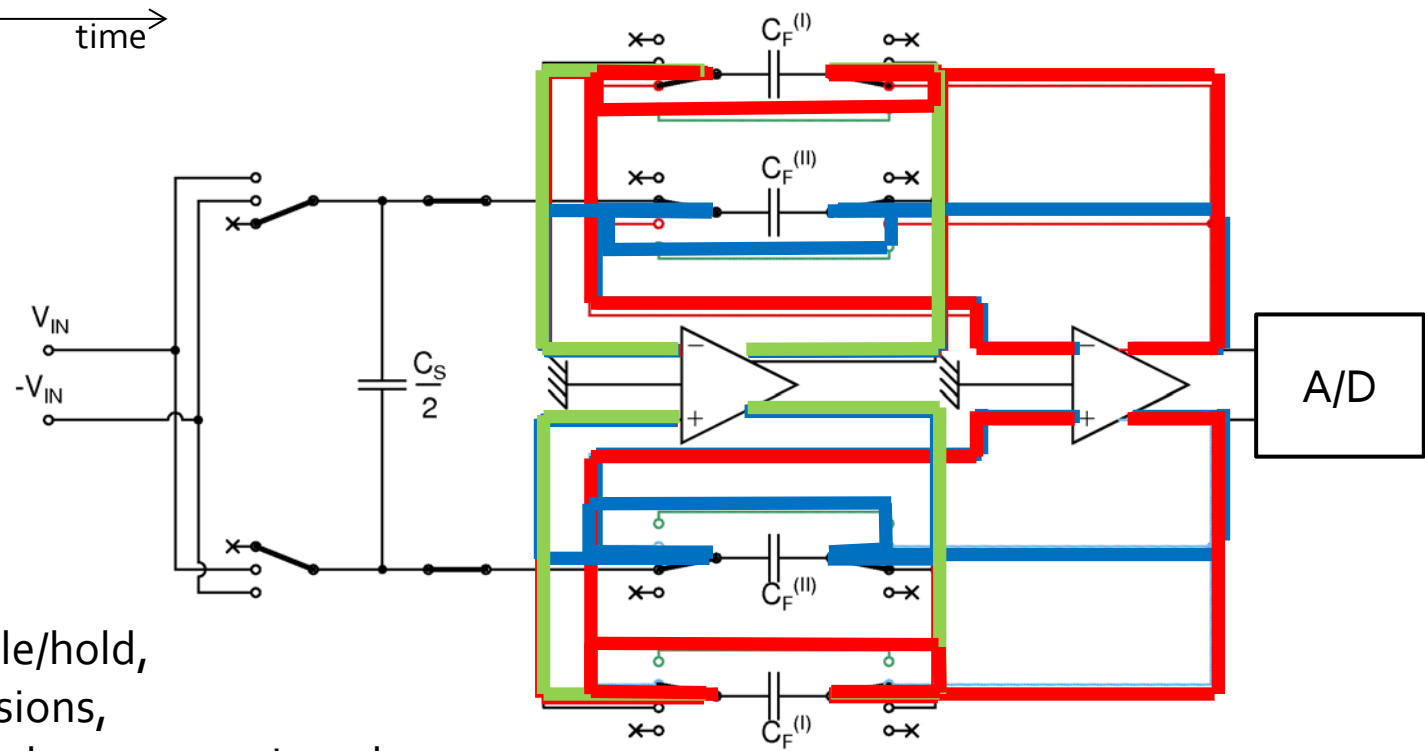 time
C_F^(I)
C_F^(II)
V_IN
-V_IN
C_S
2
−
+
−
+
A/D
C_F^(II)
le/hold,
sions,
C_F^(I)